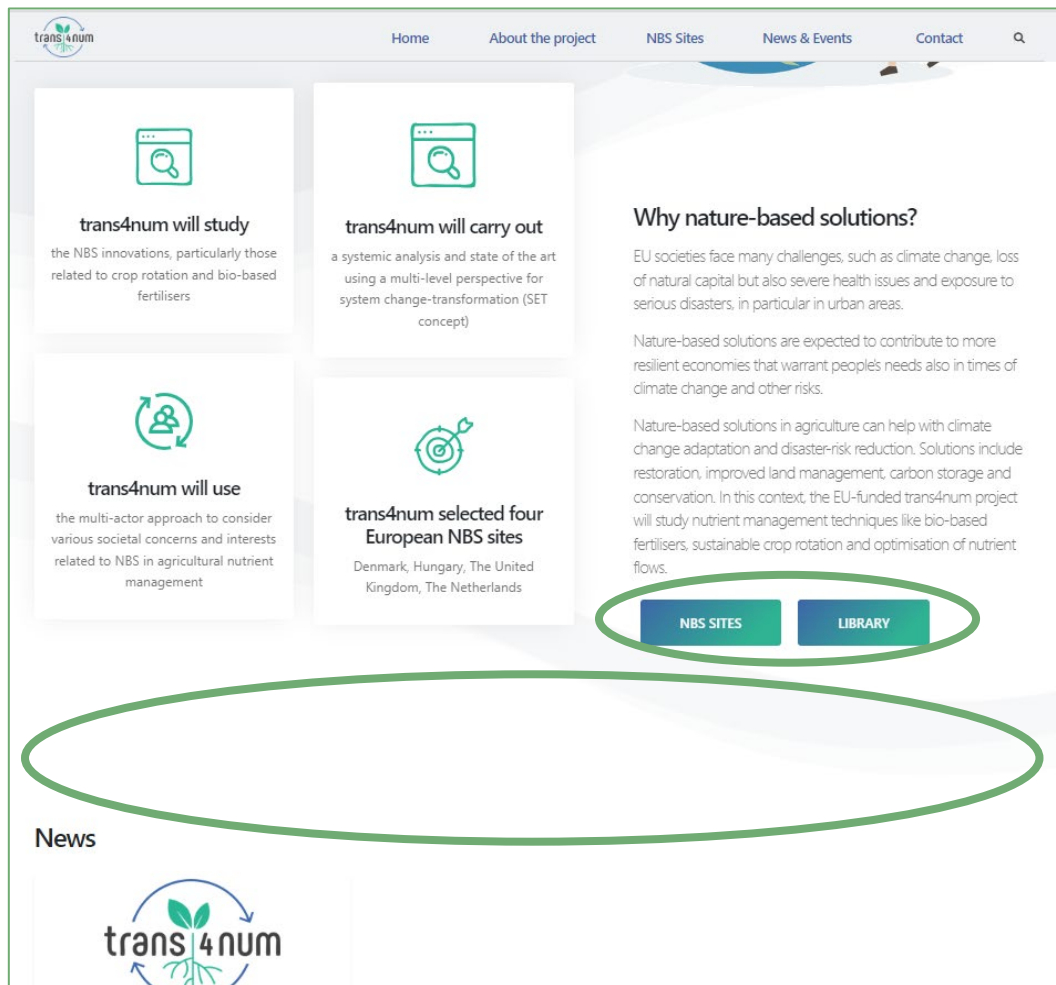 trans4num
Home About the project NBS Sites News & Events Contact
trans4num will study
the NBS innovations, particularly those
related to crop rotation and bio-based
fertilisers
trans4num will carry out
a systemic analysis and state of the art
using a multi-level perspective for
system change-transformation (SET
concept)
trans4num will use
the multi-actor approach to consider
various societal concerns and interests
related to NBS in agricultural nutrient
management
trans4num selected four
European NBS sites
Denmark, Hungary, The United
Kingdom, The Netherlands
Why nature-based solutions?
EU societies face many challenges, such as climate change, loss
of natural capital but also severe health issues and exposure to
serious disasters, in particular in urban areas.
Nature-based solutions are expected to contribute to more
resilient economies that warrant people's needs also in times of
climate change and other risks.
Nature-based solutions in agriculture can help with climate
change adaptation and disaster-risk reduction. Solutions include
restoration, improved land management, carbon storage and
conservation. In this context, the EU-funded trans4num project
will study nutrient management techniques like bio-based
fertilisers, sustainable crop rotation and optimisation of nutrient
flows.
NBS SITES LIBRARY
News
trans4num